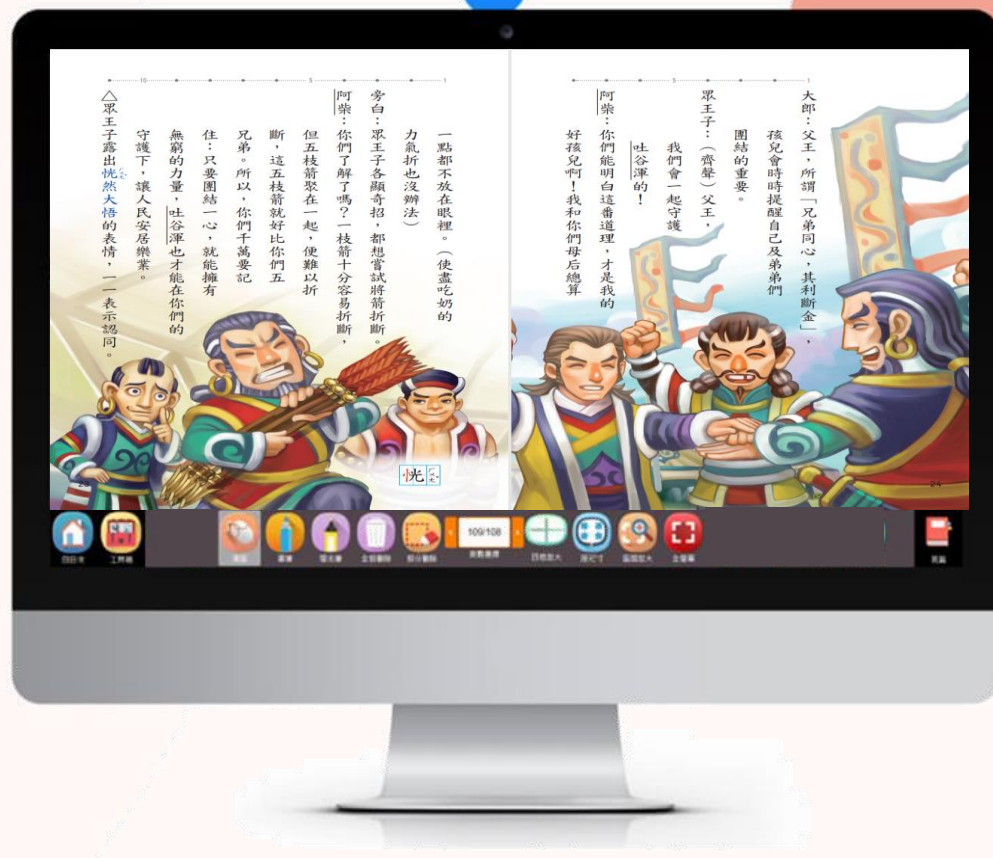 一點都不放在眼裡。（使盡吃奶的
力氣折也沒辦法）
旁白：眾王子各顯奇招，都想嘗試將箭折斷。
阿柴：你們了解了嗎？一枝箭十分容易折斷，
但五枝箭聚在一起，便難以折
斷，這五枝箭就好比你們五
兄弟。所以，你們千萬要記
住：只要團結一心，就能擁有
無窮的力量，吐谷渾也才能在你們的
守護下，讓人民安居樂業。
△眾王子露出恍然大悟的表情，一一表示認同。
恍
1
5
10
23
大郎：父王，所謂「兄弟同心，其利斷金」，
孩兒會時時提醒自己及弟弟們
團結的重要。
眾王子：（齊聲）父王，
我們會一起守護
吐谷渾的！
阿柴：你們能明白這番道理，才是我的
好孩兒啊！我和你們母后總算
1
5
24
109/108